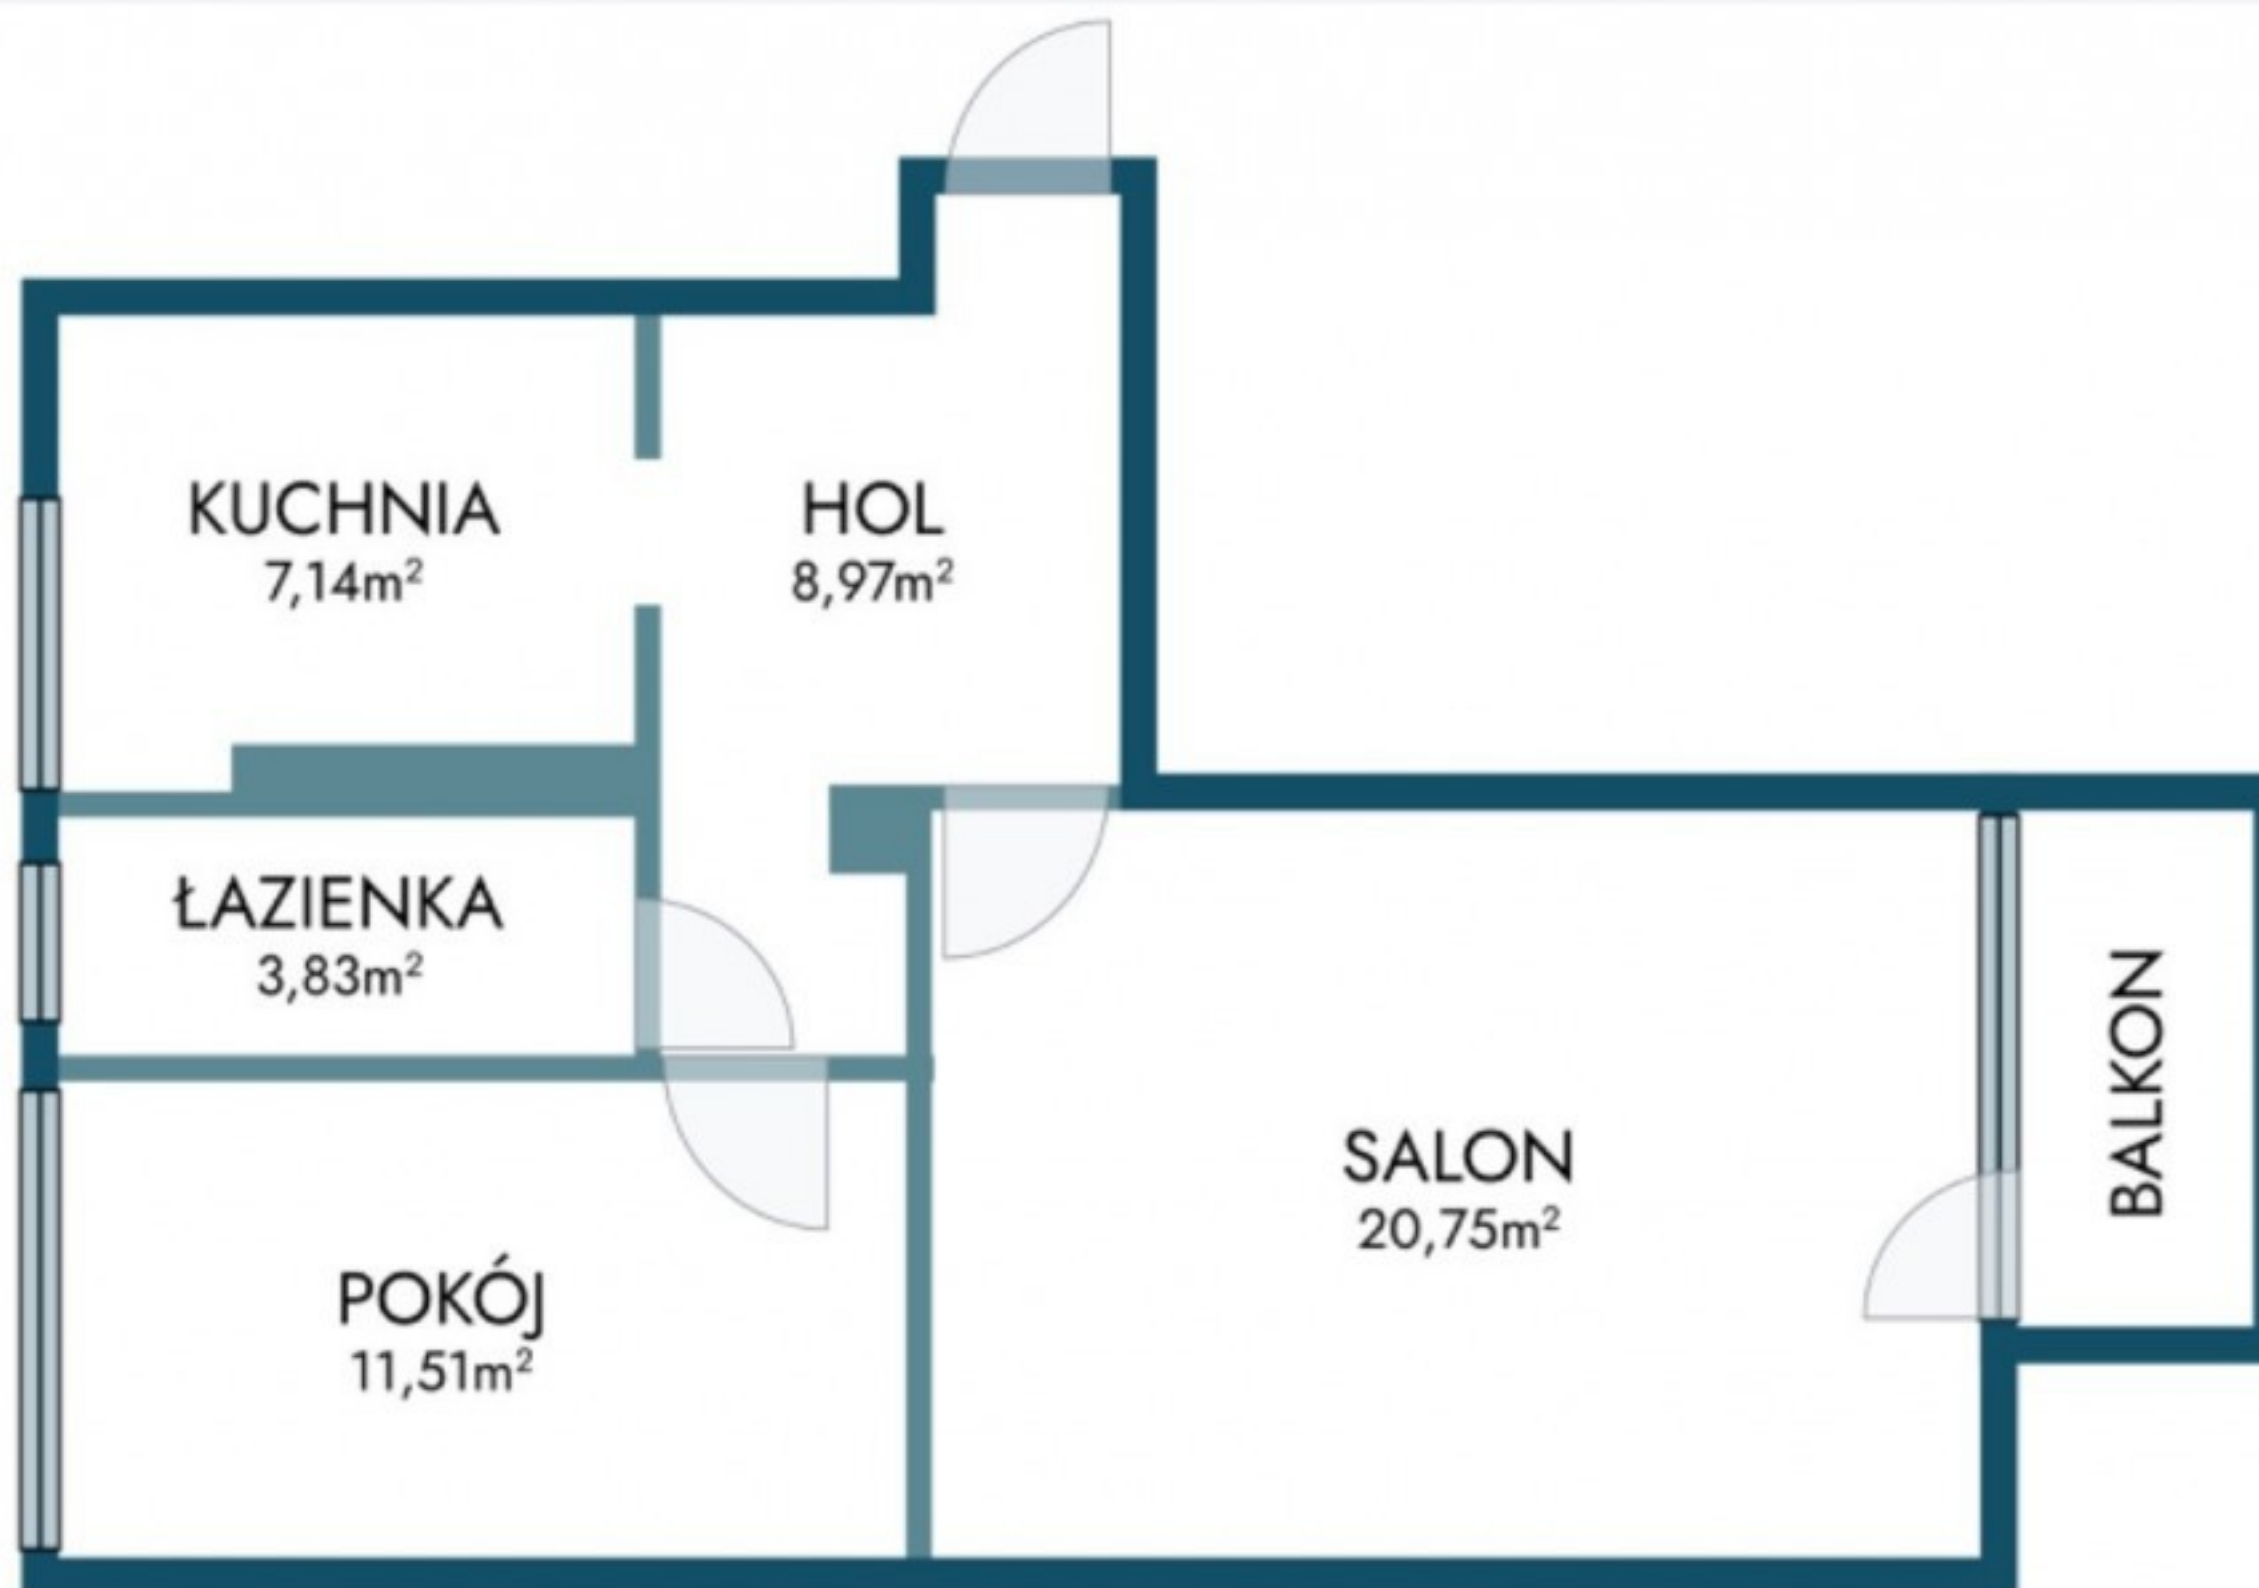 KUCHNIA
7,14m²
HOL
8,97m²
ŁAZIENKA
3,83m²
SALON
20,75m²
BALKON
POKÓJ
11,51m²